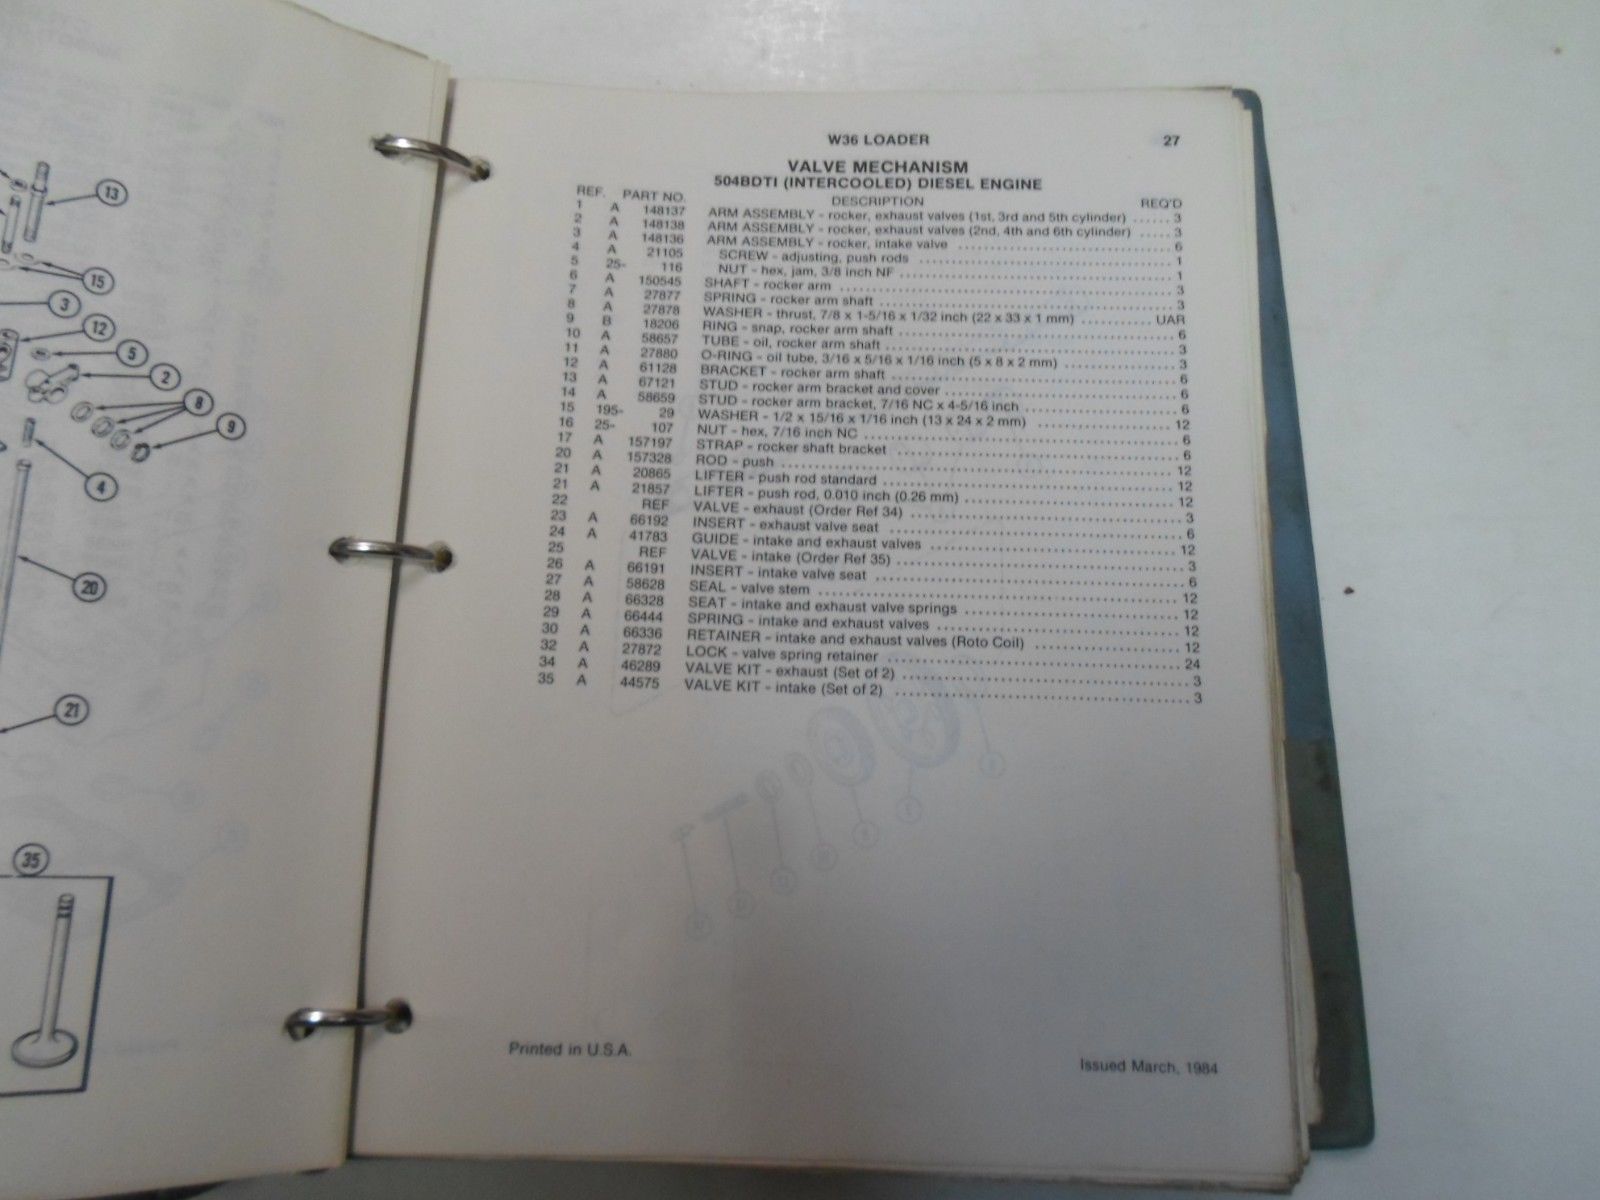 13
15
3
12
5
2
8
9
4
20
21
35
W36 LOADER 27
VALVE MECHANISM
504BDTI (INTERCOOLED) DIESEL ENGINE
REF. PART NO. DESCRIPTION REQ'D
1 A 148137 ARM ASSEMBLY - rocker, exhaust valves (1st, 3rd and 5th cylinder) ...... 3
2 A 148138 ARM ASSEMBLY - rocker, exhaust valves (2nd, 4th and 6th cylinder) ..... 3
3 A 148136 ARM ASSEMBLY - rocker, intake valve ..... 6
4 A 21105 SCREW - adjusting, push rods ..... 1
5 25- 116 NUT - hex, jam, 3/8 inch NF ..... 1
6 A 150545 SHAFT - rocker arm ..... 3
7 A 27877 SPRING - rocker arm shaft ..... 3
8 A 27878 WASHER - thrust, 7/8 x 1-5/16 x 1/32 inch (22 x 33 x 1 mm) ..... UAR
9 B 18206 RING - snap, rocker arm shaft ..... 6
10 A 58657 TUBE - oil, rocker arm shaft ..... 3
11 A 27880 O-RING - oil tube, 3/16 x 5/16 x 1/16 inch (5 x 8 x 2 mm) ..... 3
12 A 61128 BRACKET - rocker arm shaft ..... 6
13 A 67121 STUD - rocker arm bracket and cover ..... 6
14 A 58659 STUD - rocker arm bracket, 7/16 NC x 4-5/16 inch ..... 6
15 195- 29 WASHER - 1/2 x 15/16 x 1/16 inch (13 x 24 x 2 mm) ..... 12
16 25- 107 NUT - hex, 7/16 inch NC ..... 6
17 A 157197 STRAP - rocker shaft bracket ..... 6
20 A 157328 ROD - push ..... 12
21 A 20865 LIFTER - push rod standard ..... 12
21 A 21857 LIFTER - push rod, 0.010 inch (0.26 mm) ..... 12
22 REF VALVE - exhaust (Order Ref 34) ..... 3
23 A 66192 INSERT - exhaust valve seat ..... 6
24 A 41783 GUIDE - intake and exhaust valves ..... 12
25 REF VALVE - intake (Order Ref 35) ..... 3
26 A 66191 INSERT - intake valve seat ..... 6
27 A 58628 SEAL - valve stem ..... 12
28 A 66328 SEAT - intake and exhaust valve springs ..... 12
29 A 66444 SPRING - intake and exhaust valves ..... 12
30 A 66336 RETAINER - intake and exhaust valves (Roto Coil) ..... 12
32 A 27872 LOCK - valve spring retainer ..... 24
34 A 46289 VALVE KIT - exhaust (Set of 2) ..... 3
35 A 44575 VALVE KIT - intake (Set of 2) ..... 3
Printed in U.S.A. Issued March, 1984